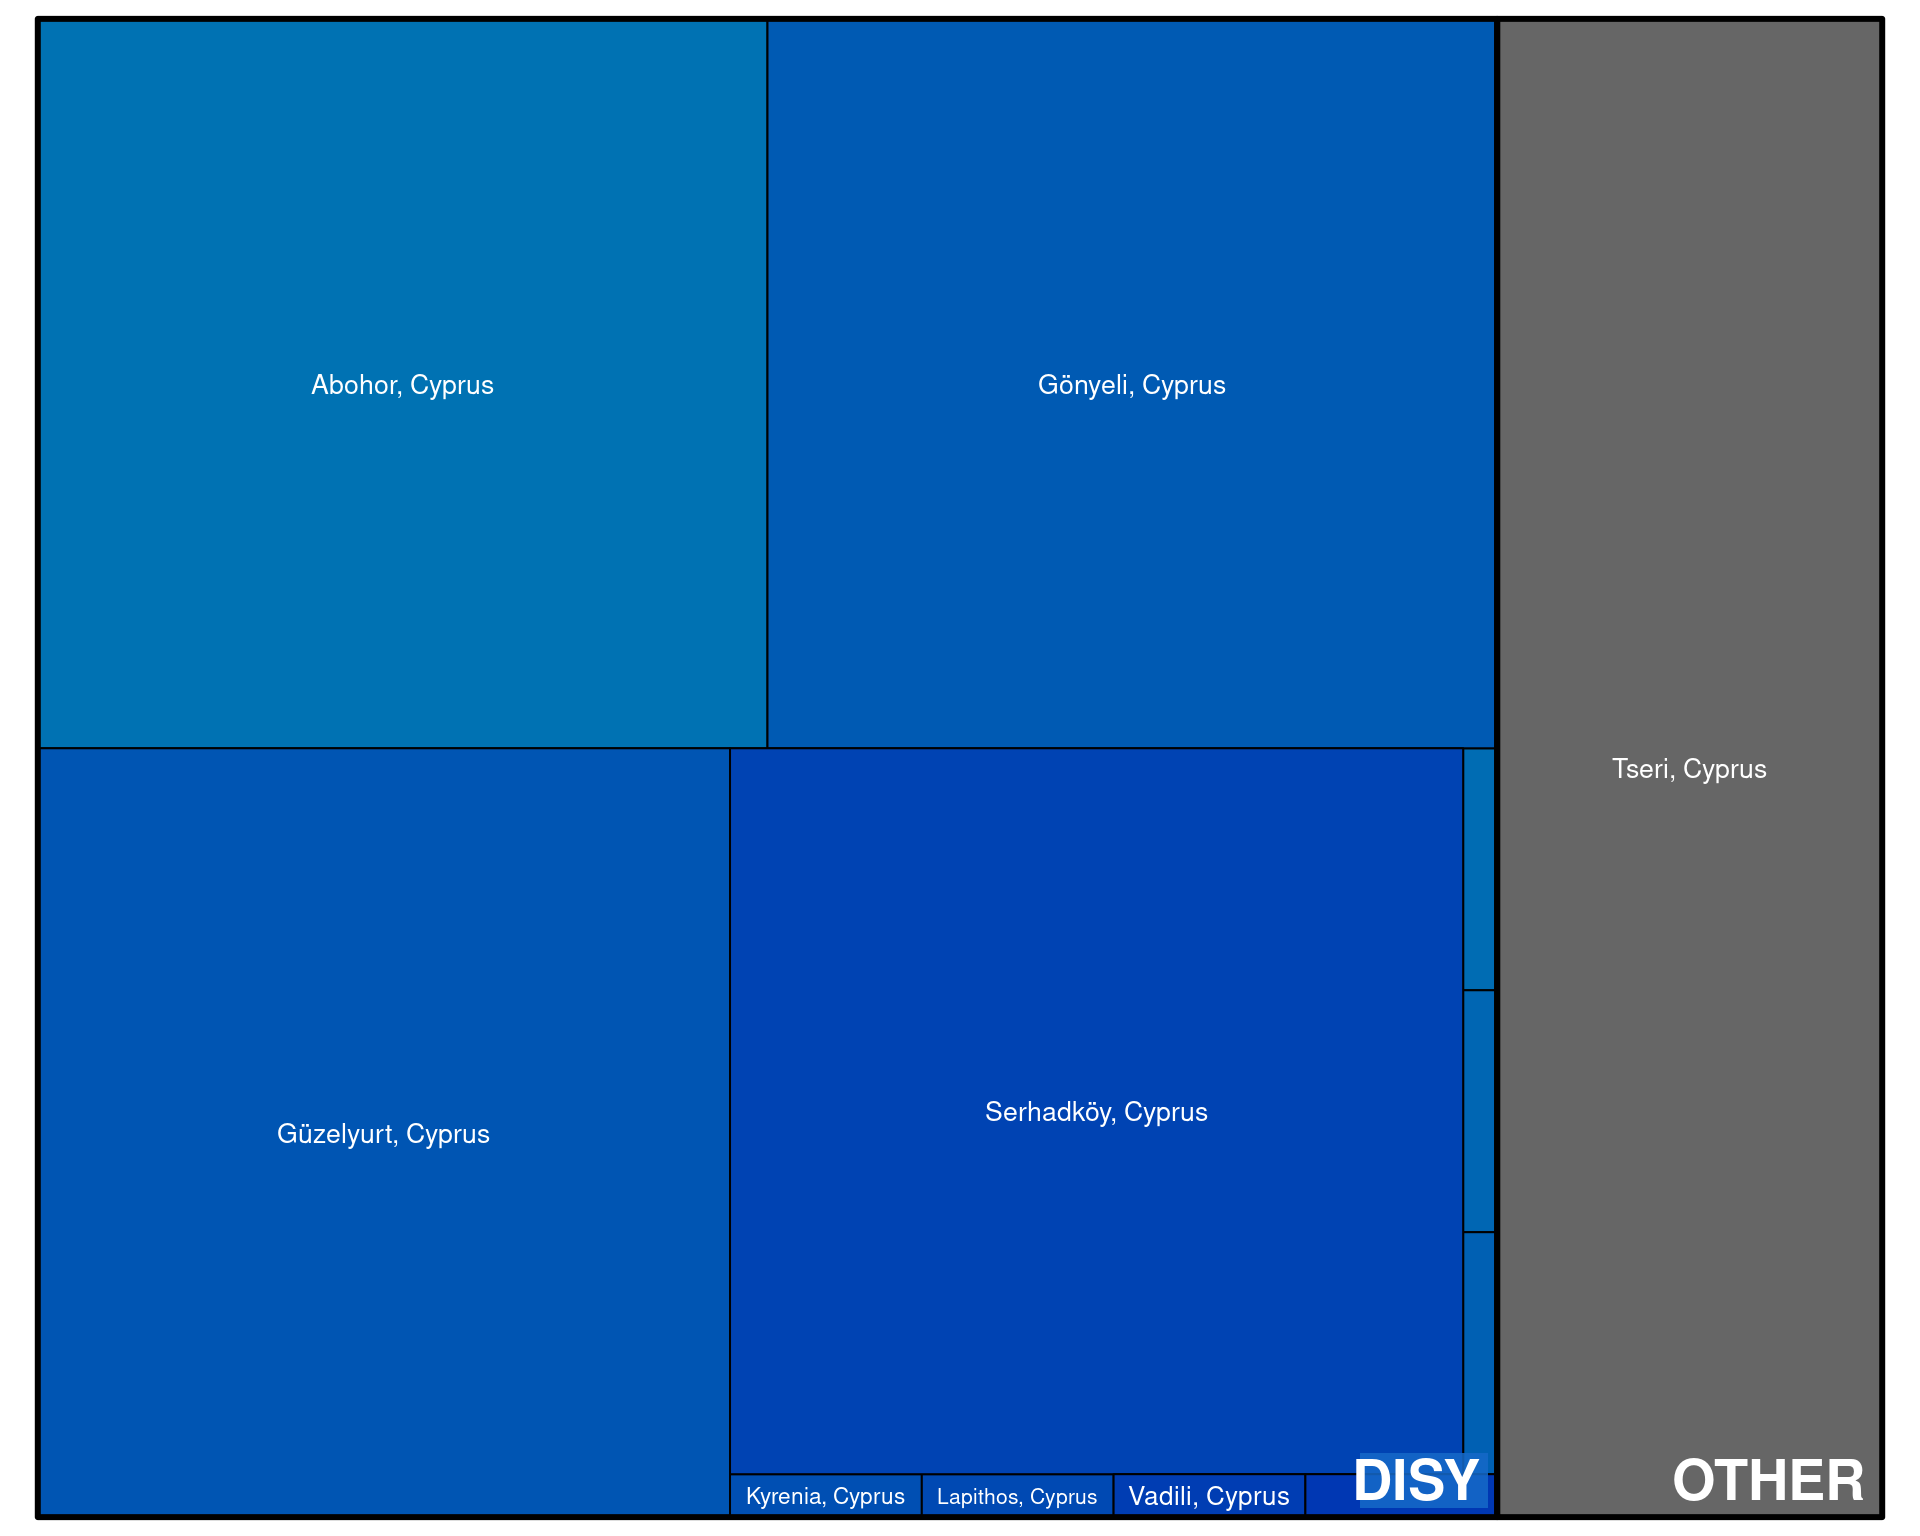 Abohor, Cyprus
Gönyeli, Cyprus
Tseri, Cyprus
Güzelyurt, Cyprus
Serhadköy, Cyprus
Kyrenia, Cyprus
Lapithos, Cyprus
Vadili, Cyprus
DISY
OTHER